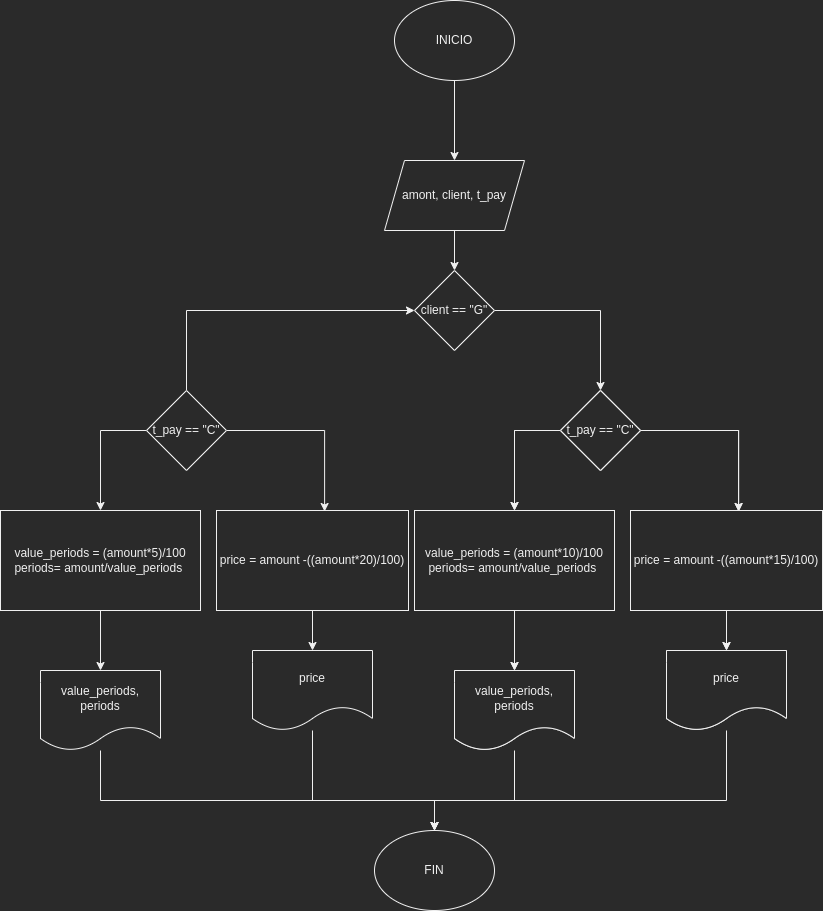 INICIO
amont, client, t_pay
client == "G"
t_pay == "C"
t_pay == "C"
value_periods = (amount*5)/100
periods= amount/value_periods
price = amount -((amount*20)/100)
value_periods = (amount*10)/100
periods= amount/value_periods
price = amount -((amount*15)/100)
value_periods,
periods
price
value_periods,
periods
price
FIN